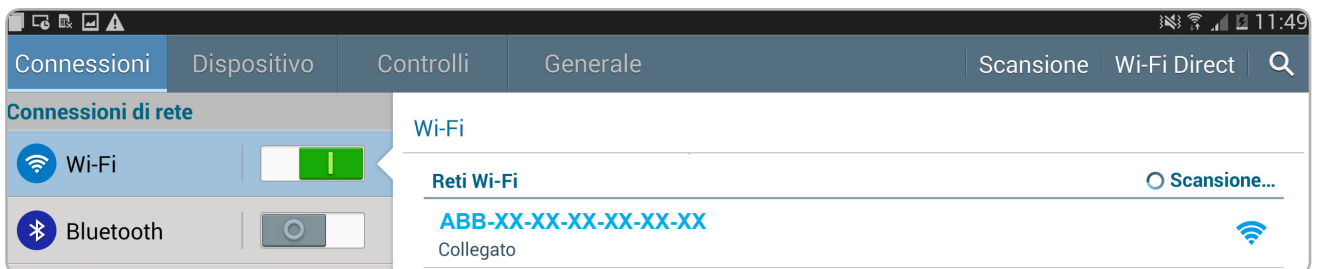 11:49
Connessioni Dispositivo Controlli Generale Scansione Wi-Fi Direct
Connessioni di rete
Wi-Fi
Bluetooth
Wi-Fi
Reti Wi-Fi Scansione...
ABB-XX-XX-XX-XX-XX-XX
Collegato